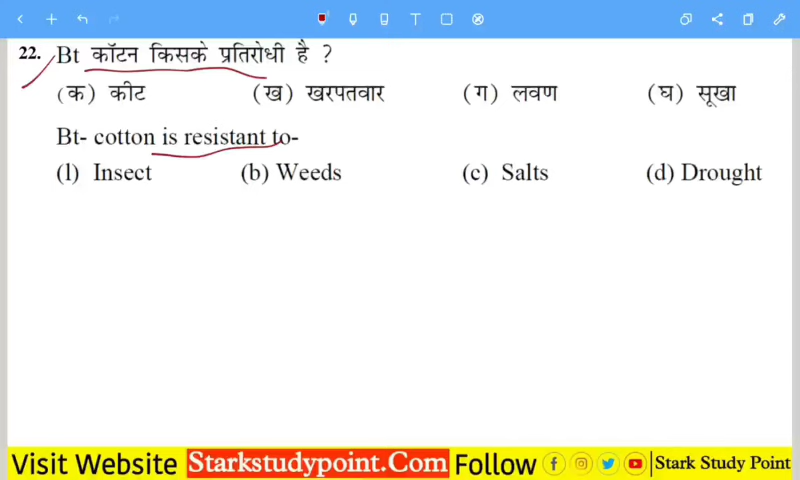 22. Bt कॉटन किसके प्रतिरोधी है ?
(क) कीट (ख) खरपतवार (ग) लवण (घ) सूखा
Bt- cotton is resistant to-
(l) Insect (b) Weeds (c) Salts (d) Drought
Visit Website Starkstudypoint.Com Follow Stark Study Point